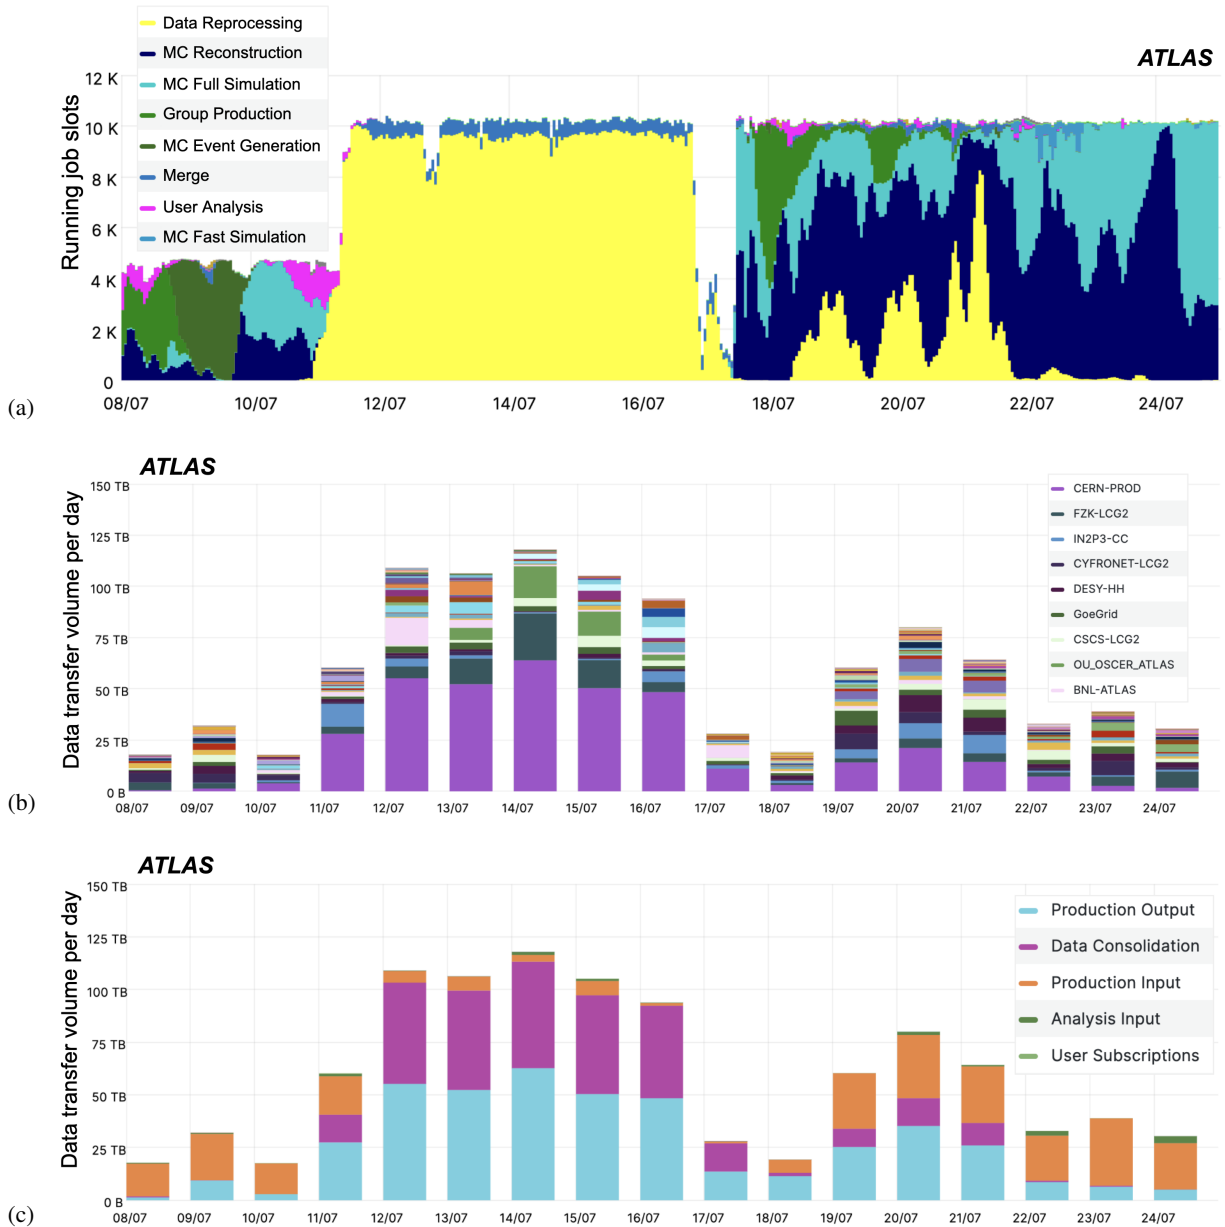 Data Reprocessing
MC Reconstruction
MC Full Simulation
Group Production
MC Event Generation
Merge
User Analysis
MC Fast Simulation
ATLAS
Running job slots
12 K
10 K
8 K
6 K
4 K
2 K
0
08/07 10/07 12/07 14/07 16/07 18/07 20/07 22/07 24/07
(a)
ATLAS
Data transfer volume per day
150 TB
125 TB
100 TB
75 TB
50 TB
25 TB
0 B
CERN-PROD
FZK-LCG2
IN2P3-CC
CYFRONET-LCG2
DESY-HH
GoeGrid
CSCS-LCG2
OU_OSCER_ATLAS
BNL-ATLAS
08/07 09/07 10/07 11/07 12/07 13/07 14/07 15/07 16/07 17/07 18/07 19/07 20/07 21/07 22/07 23/07 24/07
(b)
ATLAS
Data transfer volume per day
150 TB
125 TB
100 TB
75 TB
50 TB
25 TB
0 B
Production Output
Data Consolidation
Production Input
Analysis Input
User Subscriptions
08/07 09/07 10/07 11/07 12/07 13/07 14/07 15/07 16/07 17/07 18/07 19/07 20/07 21/07 22/07 23/07 24/07
(c)